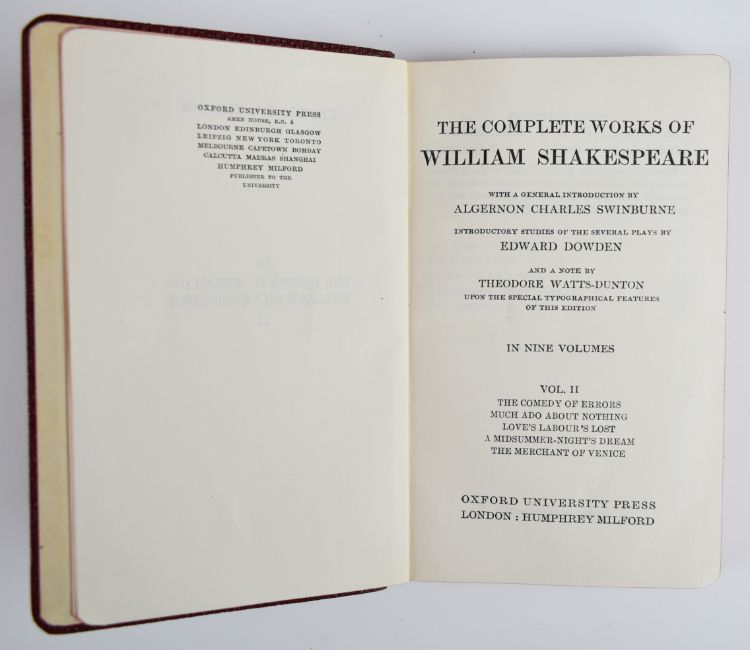 OXFORD UNIVERSITY PRESS
AMEN HOUSE, E.C. 4
LONDON EDINBURGH GLASGOW
LEIPZIG NEW YORK TORONTO
MELBOURNE CAPETOWN BOMBAY
CALCUTTA MADRAS SHANGHAI
HUMPHREY MILFORD
PUBLISHER TO THE
UNIVERSITY
THE COMPLETE WORKS OF
WILLIAM SHAKESPEARE
WITH A GENERAL INTRODUCTION BY
ALGERNON CHARLES SWINBURNE
INTRODUCTORY STUDIES OF THE SEVERAL PLAYS BY
EDWARD DOWDEN
AND A NOTE BY
THEODORE WATTS-DUNTON
UPON THE SPECIAL TYPOGRAPHICAL FEATURES
OF THIS EDITION
IN NINE VOLUMES
VOL. II
THE COMEDY OF ERRORS
MUCH ADO ABOUT NOTHING
LOVE'S LABOUR'S LOST
A MIDSUMMER-NIGHT'S DREAM
THE MERCHANT OF VENICE
OXFORD UNIVERSITY PRESS
LONDON : HUMPHREY MILFORD